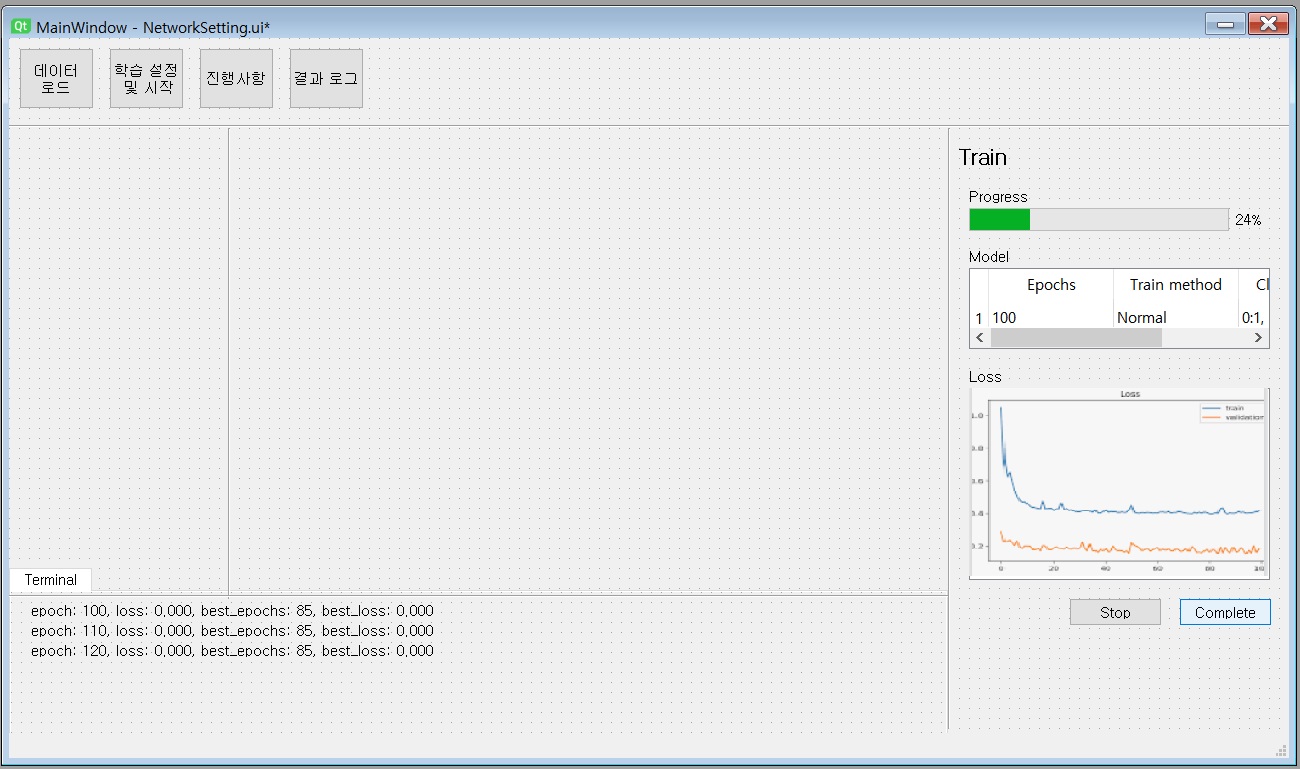 Qt MainWindow - NetworkSetting.ui*
데이터
로드
학습 설정
및 시작
진행사항
결과 로그
Train
Progress
24%
Model
Epochs Train method Cl
1 100 Normal 0:1,
Loss
Loss
train
validation
1.0
0.8
0.6
0.4
0.2
0 20 40 60 80 10
Stop Complete
Terminal
epoch: 100, loss: 0.000, best_epochs: 85, best_loss: 0.000
epoch: 110, loss: 0.000, best_epochs: 85, best_loss: 0.000
epoch: 120, loss: 0.000, best_epochs: 85, best_loss: 0.000